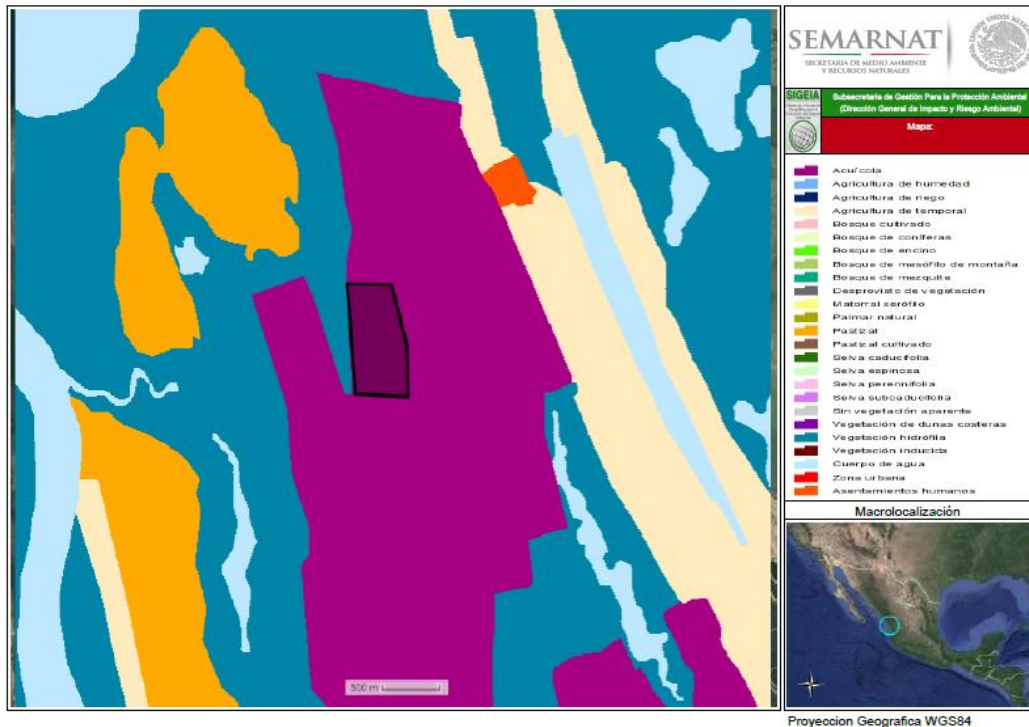 SEMARNAT
SECRETARÍA DE MEDIO AMBIENTE
Y RECURSOS NATURALES
SIGEIA
Subsecretaría de Gestión Para la Protección Ambiental
(Dirección General de Impacto y Riesgo Ambiental)
Mapa:
Acuícola
Agricultura de humedad
Agricultura de riego
Agricultura de temporal
Bosque cultivado
Bosque de coníferas
Bosque de encino
Bosque de mesófilo de montaña
Bosque de mezquite
Desprovisto de vegetación
Matorral xerófilo
Palmar natural
Pastizal
Pastizal cultivado
Selva caducifolia
Selva espinosa
Selva perennifolia
Selva subcaducifolia
Sin vegetación aparente
Vegetación de dunas costeras
Vegetación hidrófila
Vegetación inducida
Cuerpo de agua
Zona urbana
Asentamientos humanos
Macrolocalización
500 m
Proyeccion Geografica WGS84